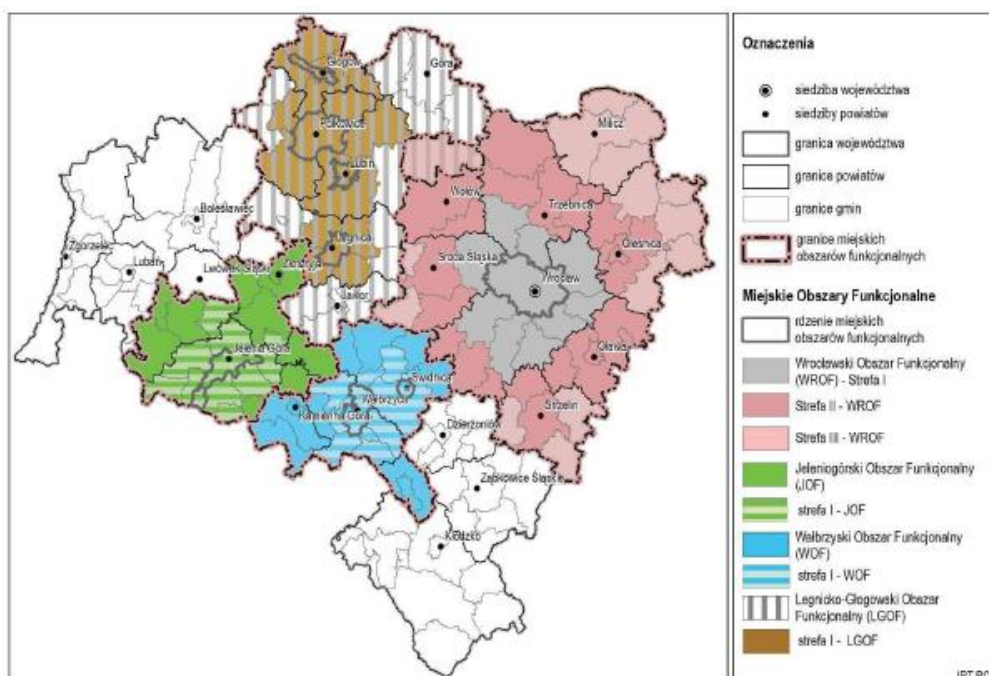 Głogów
Góra
Polkowice
Milicz
Lubin
Wołów
Trzebnica
Bolesławiec
Oleśnica
Legnica
Zgorzelec
Środa Śląska
Lubań
Lwówek Śląski
Złotoryja
Wrocław
Jawor
Jelenia Góra
Oława
Świdnica
Kamienna Góra
Wałbrzych
Strzelin
Dzierżoniów
Ząbkowice Śląskie
Kłodzko
Oznaczenia
siedziba województwa
siedziby powiatów
granica województwa
granice powiatów
granice gmin
granice miejskich
obszarów funkcjonalnych
Miejskie Obszary Funkcjonalne
rdzenie miejskich
obszarów funkcjonalnych
Wrocławski Obszar Funkcjonalny
(WROF) - Strefa I
Strefa II - WROF
Strefa III - WROF
Jeleniogórski Obszar Funkcjonalny
(JOF)
strefa I - JOF
Wałbrzyski Obszar Funkcjonalny
(WOF)
strefa I - WOF
Legnicko-Głogowski Obszar
Funkcjonalny (LGOF)
strefa I - LGOF